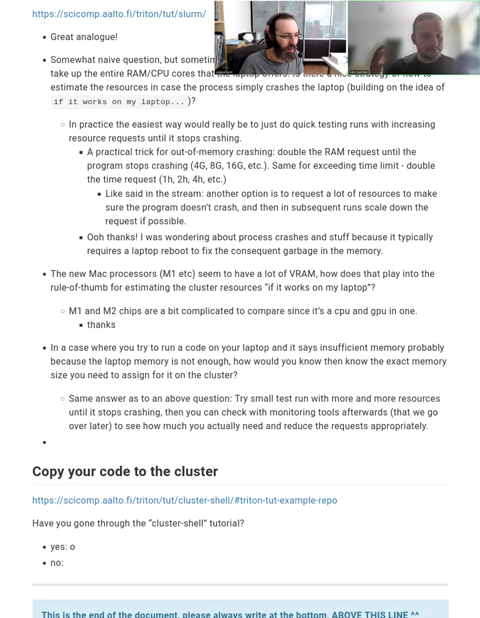 https://scicomp.aalto.fi/triton/tut/slurm/
Great analogue!
Somewhat naive question, but sometin
take up the entire RAM/CPU cores that the laptop offers. Is there a nice strategy of how to
estimate the resources in case the process simply crashes the laptop (building on the idea of
if it works on my laptop... )?
In practice the easiest way would really be to just do quick testing runs with increasing
resource requests until it stops crashing.
A practical trick for out-of-memory crashing: double the RAM request until the
program stops crashing (4G, 8G, 16G, etc.). Same for exceeding time limit - double
the time request (1h, 2h, 4h, etc.)
Like said in the stream: another option is to request a lot of resources to make
sure the program doesn't crash, and then in subsequent runs scale down the
request if possible.
Ooh thanks! I was wondering about process crashes and stuff because it typically
requires a laptop reboot to fix the consequent garbage in the memory.
The new Mac processors (M1 etc) seem to have a lot of VRAM, how does that play into the
rule-of-thumb for estimating the cluster resources "if it works on my laptop"?
M1 and M2 chips are a bit complicated to compare since it's a cpu and gpu in one.
thanks
In a case where you try to run a code on your laptop and it says insufficient memory probably
because the laptop memory is not enough, how would you know then know the exact memory
size you need to assign for it on the cluster?
Same answer as to an above question: Try small test run with more and more resources
until it stops crashing, then you can check with monitoring tools afterwards (that we go
over later) to see how much you actually need and reduce the requests appropriately.
Copy your code to the cluster
https://scicomp.aalto.fi/triton/tut/cluster-shell/#triton-tut-example-repo
Have you gone through the "cluster-shell" tutorial?
yes: o
no:
This is the end of the document, please always write at the bottom, ABOVE THIS LINE ^^